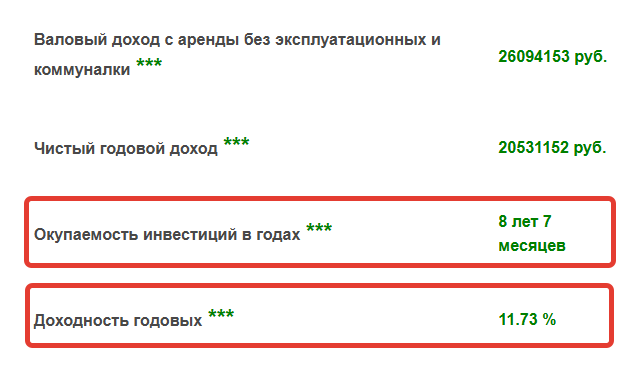 Валовый доход с аренды без эксплуатационных и
коммуналки ***
26094153 руб.
Чистый годовой доход ***
20531152 руб.
Окупаемость инвестиций в годах ***
8 лет 7
месяцев
Доходность годовых ***
11.73 %